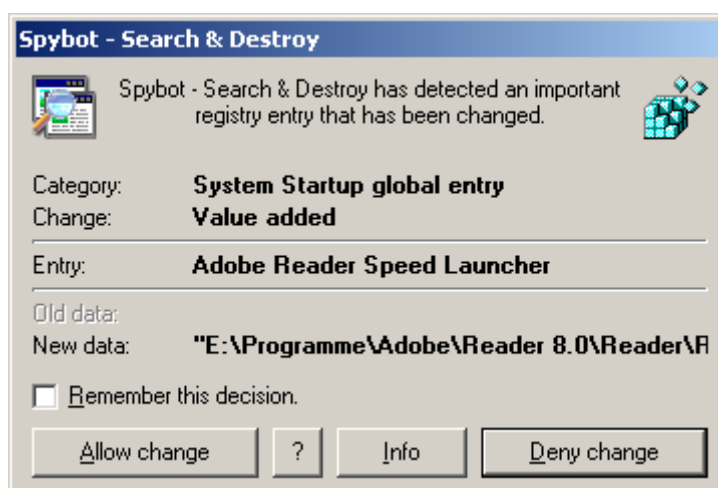 Spybot - Search & Destroy
Spybot - Search & Destroy has detected an important
registry entry that has been changed.
Category: System Startup global entry
Change: Value added
Entry: Adobe Reader Speed Launcher
Old data:
New data: "E:\Programme\Adobe\Reader 8.0\Reader\R
Remember this decision.
Allow change ? Info Deny change